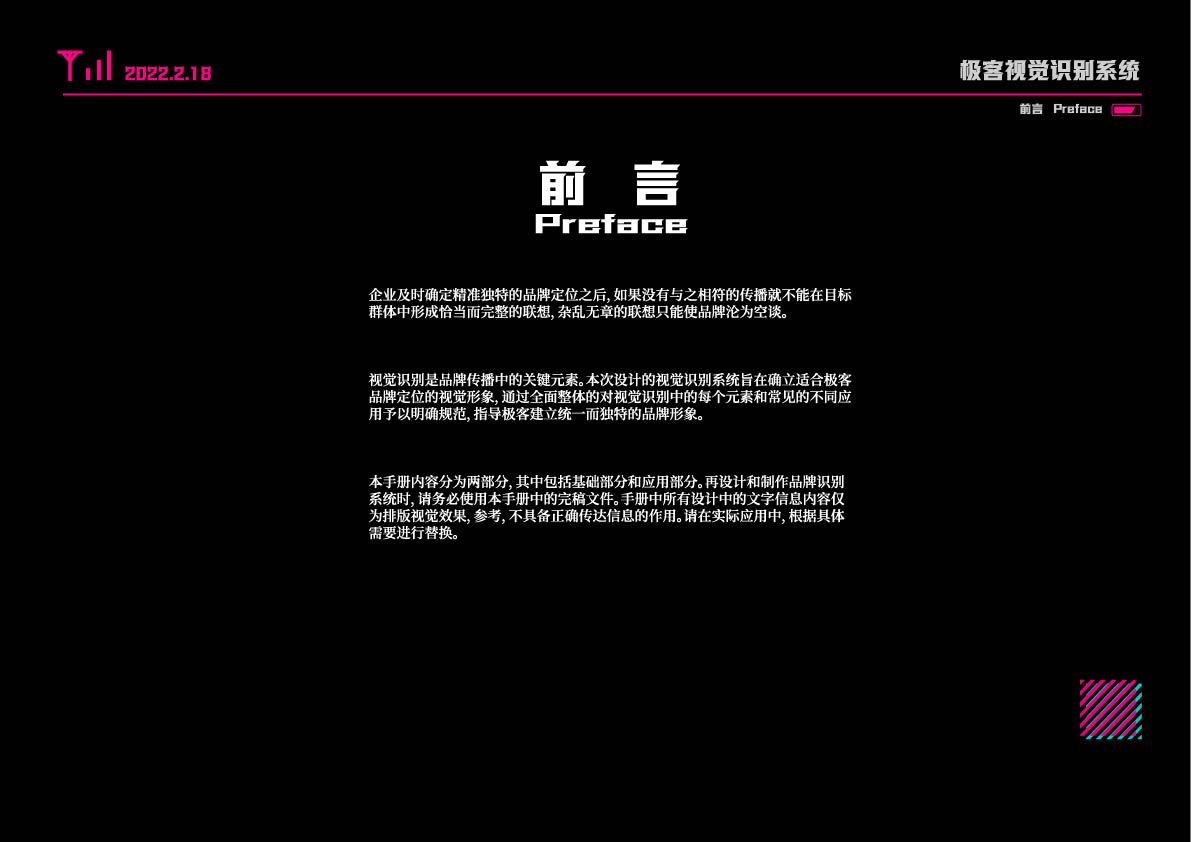 2022.2.18
极客视觉识别系统
前言 Preface
前 言
Preface
企业及时确定精准独特的品牌定位之后, 如果没有与之相符的传播就不能在目标
群体中形成恰当而完整的联想, 杂乱无章的联想只能使品牌沦为空谈。
视觉识别是品牌传播中的关键元素。本次设计的视觉识别系统旨在确立适合极客
品牌定位的视觉形象, 通过全面整体的对视觉识别中的每个元素和常见的不同应
用予以明确规范, 指导极客建立统一而独特的品牌形象。
本手册内容分为两部分, 其中包括基础部分和应用部分。再设计和制作品牌识别
系统时, 请务必使用本手册中的完稿文件。手册中所有设计中的文字信息内容仅
为排版视觉效果, 参考, 不具备正确传达信息的作用。请在实际应用中, 根据具体
需要进行替换。